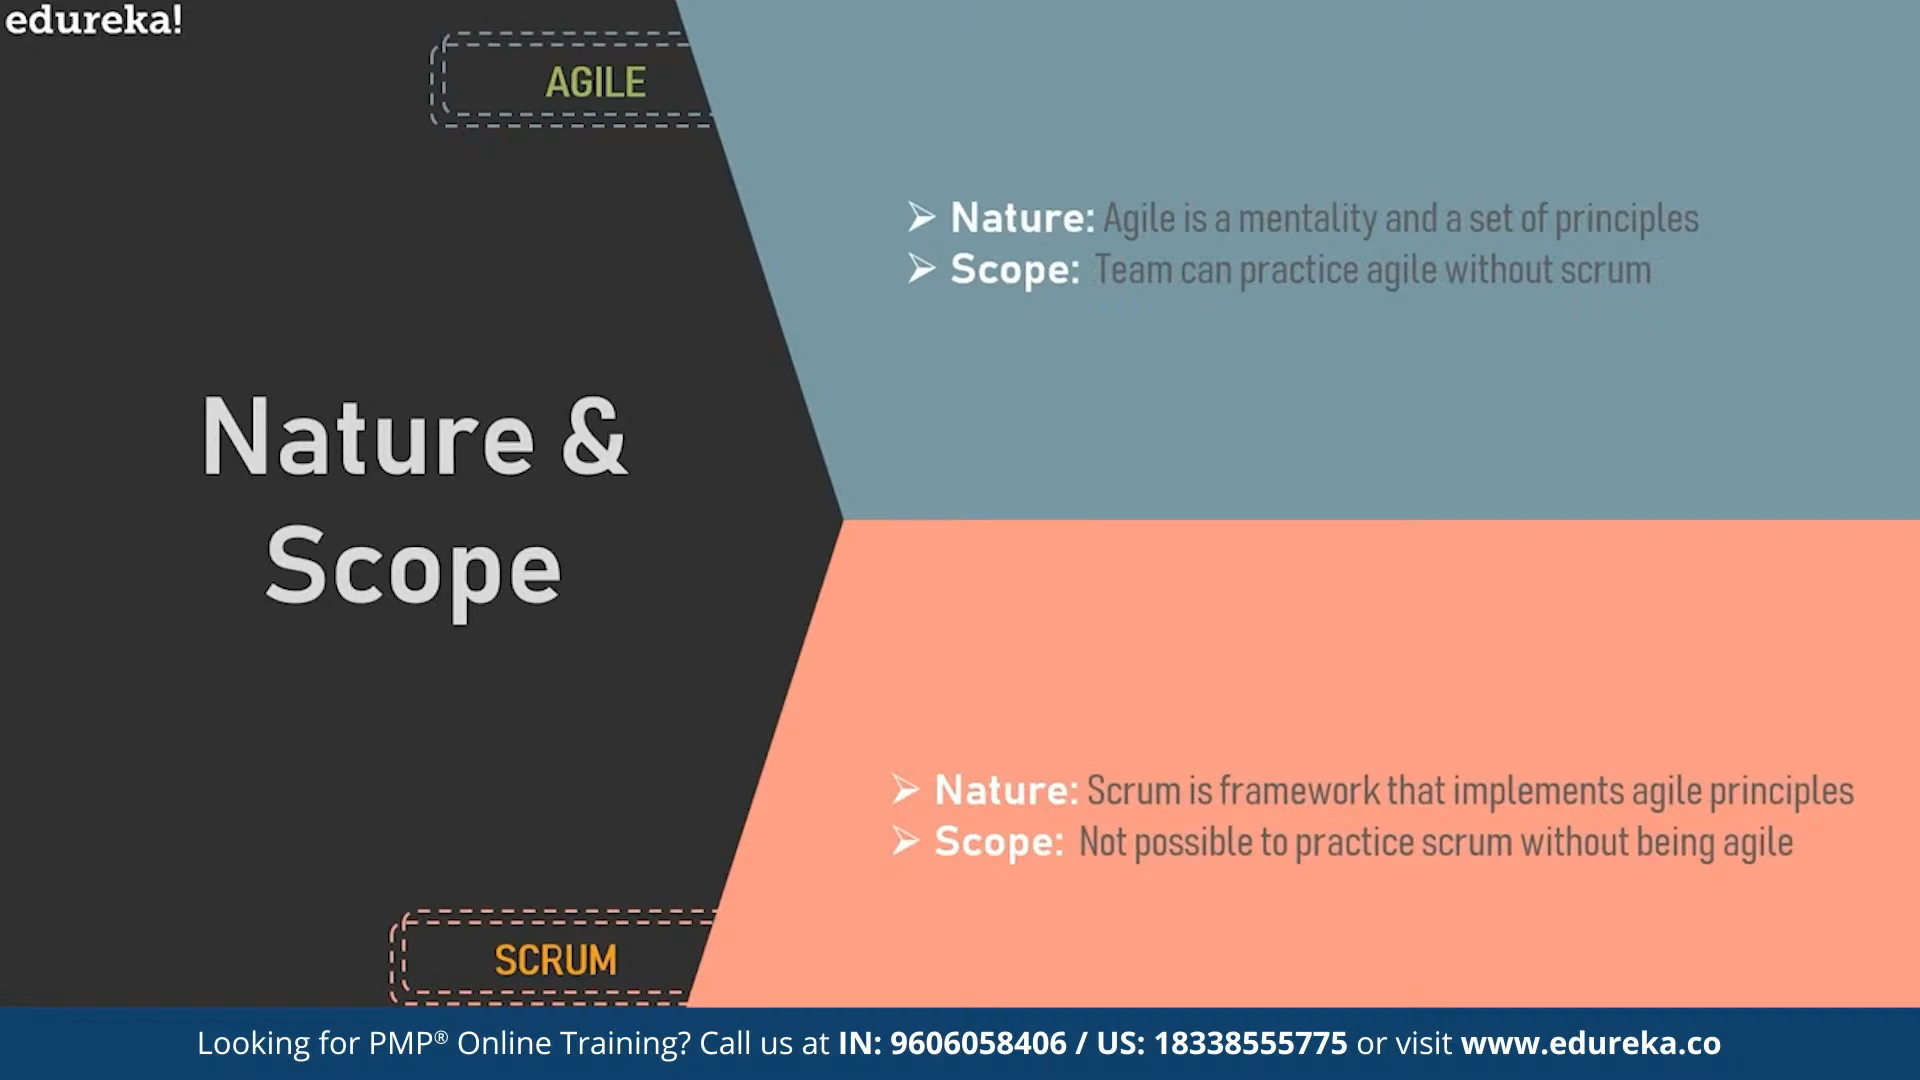 edureka!
AGILE
➢ Nature: Agile is a mentality and a set of principles
➢ Scope: Team can practice agile without scrum
Nature &
Scope
➢ Nature: Scrum is framework that implements agile principles
➢ Scope: Not possible to practice scrum without being agile
SCRUM
Looking for PMP® Online Training? Call us at IN: 9606058406 / US: 18338555775 or visit www.edureka.co